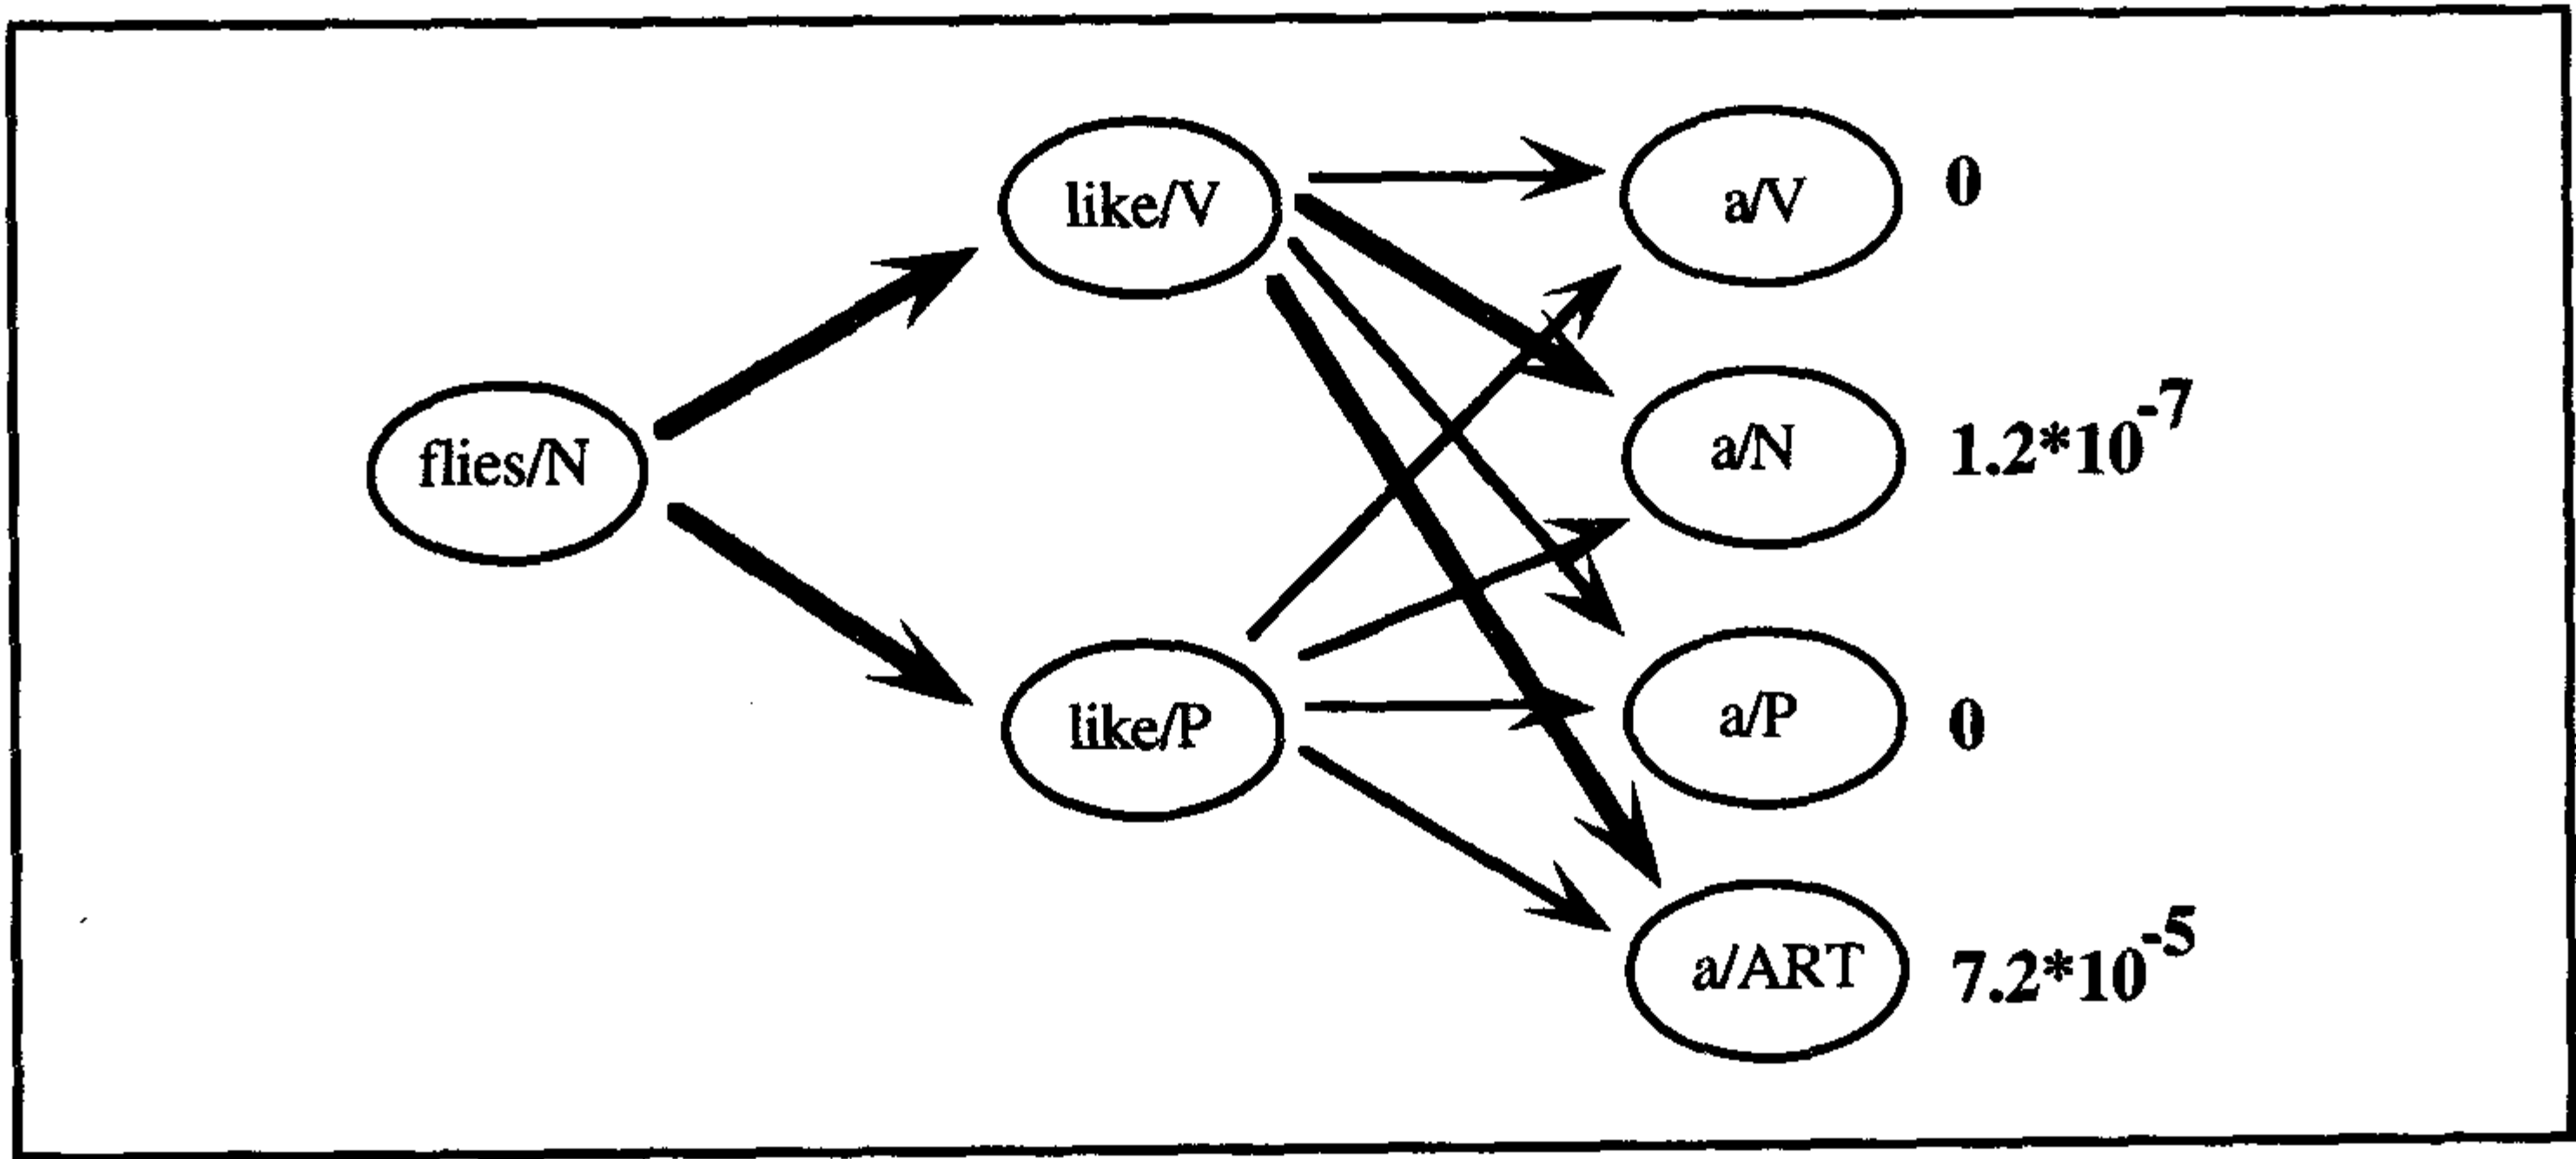 like/V
a/V 0
flies/N
a/N 1.2*10^-7
like/P
a/P 0
a/ART 7.2*10^-5